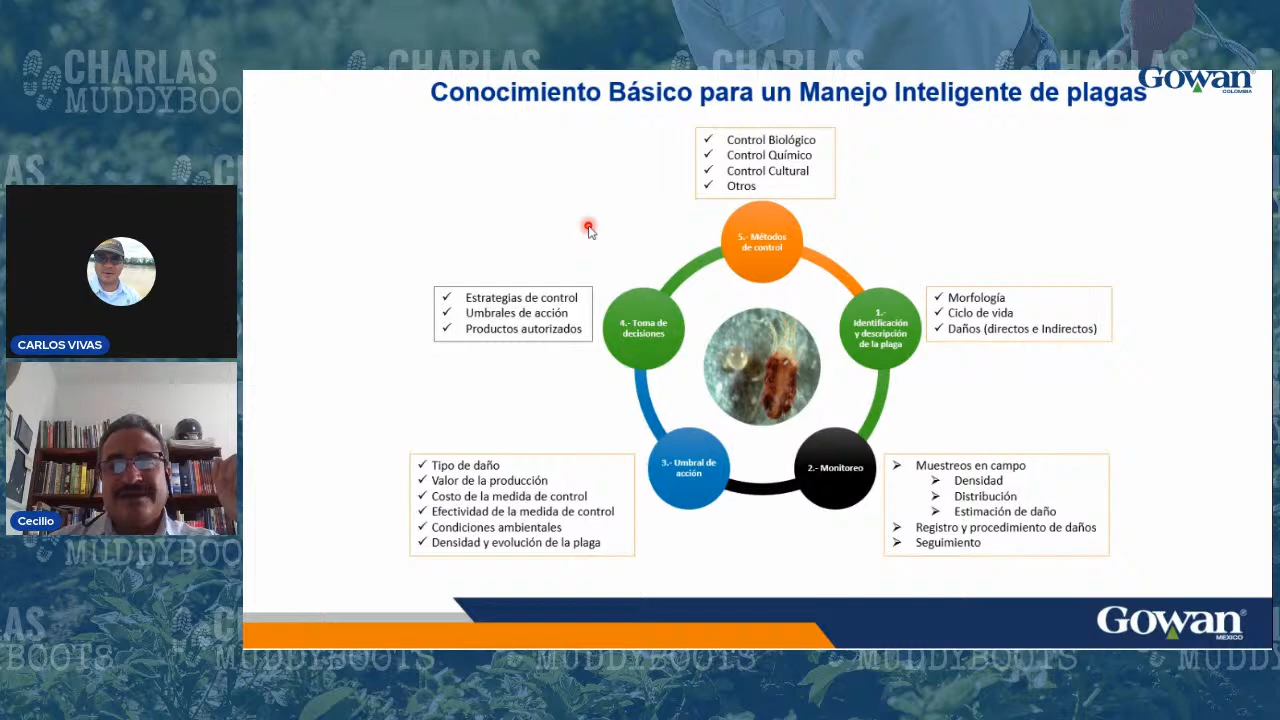 CHARLAS
MUDDYBOOTS
Gowan
COLOMBIA
Conocimiento Básico para un Manejo Inteligente de plagas
✓ Control Biológico
✓ Control Químico
✓ Control Cultural
✓ Otros
5.- Métodos
de control
✓ Estrategias de control
✓ Umbrales de acción
✓ Productos autorizados
4.- Toma de
decisiones
1.-
Identificación
y descripción
de la plaga
✓ Morfología
✓ Ciclo de vida
✓ Daños (directos e Indirectos)
CARLOS VIVAS
✓ Tipo de daño
✓ Valor de la producción
✓ Costo de la medida de control
✓ Efectividad de la medida de control
✓ Condiciones ambientales
✓ Densidad y evolución de la plaga
3.- Umbral de
acción
2.- Monitoreo
➢ Muestreos en campo
➢ Densidad
➢ Distribución
➢ Estimación de daño
➢ Registro y procedimiento de daños
➢ Seguimiento
Cecilio
Gowan
MEXICO
MUDDYBOOTS